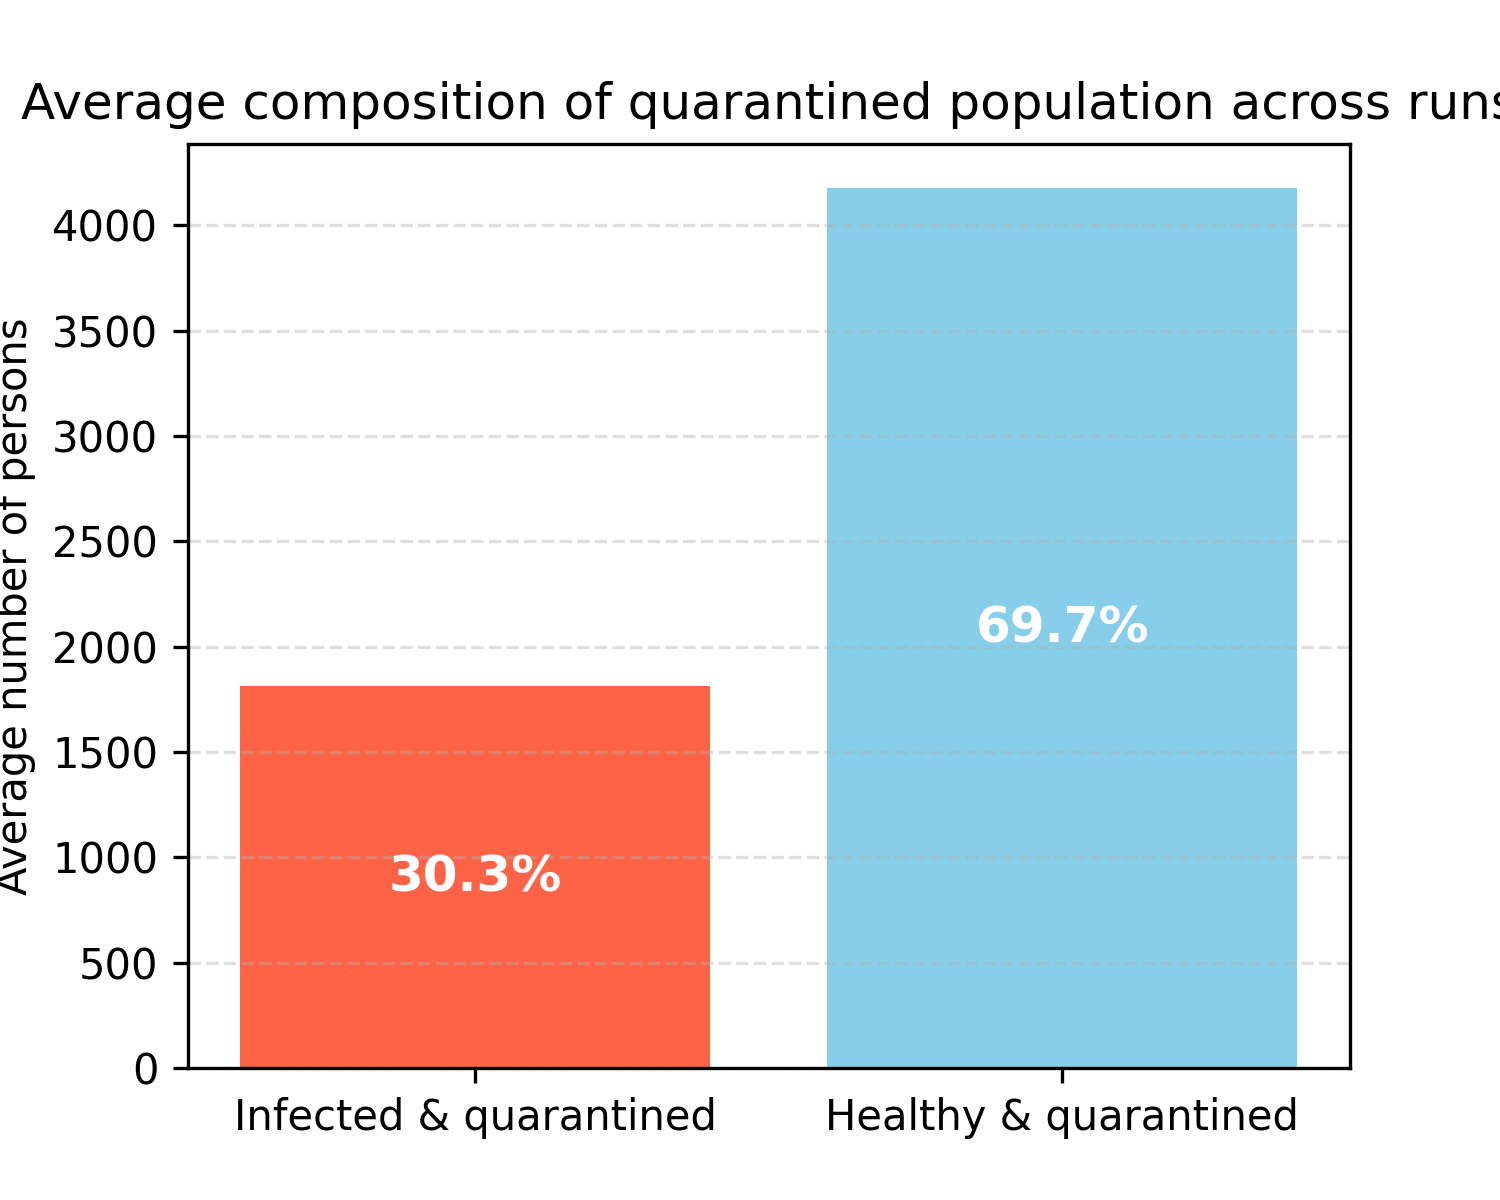 Average composition of quarantined population across runs
Average number of persons
4000
3500
3000
2500
2000
1500
1000
500
0
69.7%
30.3%
Infected & quarantined
Healthy & quarantined